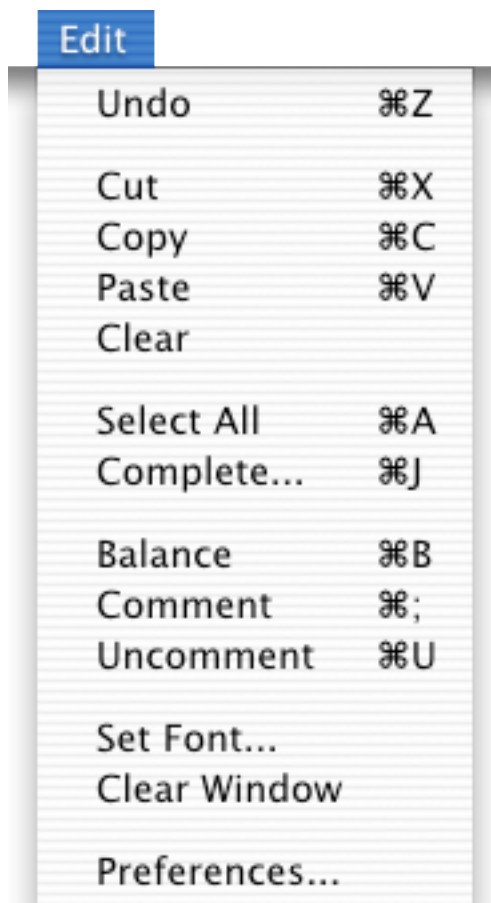 Edit
Undo ⌘Z
Cut ⌘X
Copy ⌘C
Paste ⌘V
Clear
Select All ⌘A
Complete... ⌘J
Balance ⌘B
Comment ⌘;
Uncomment ⌘U
Set Font...
Clear Window
Preferences...